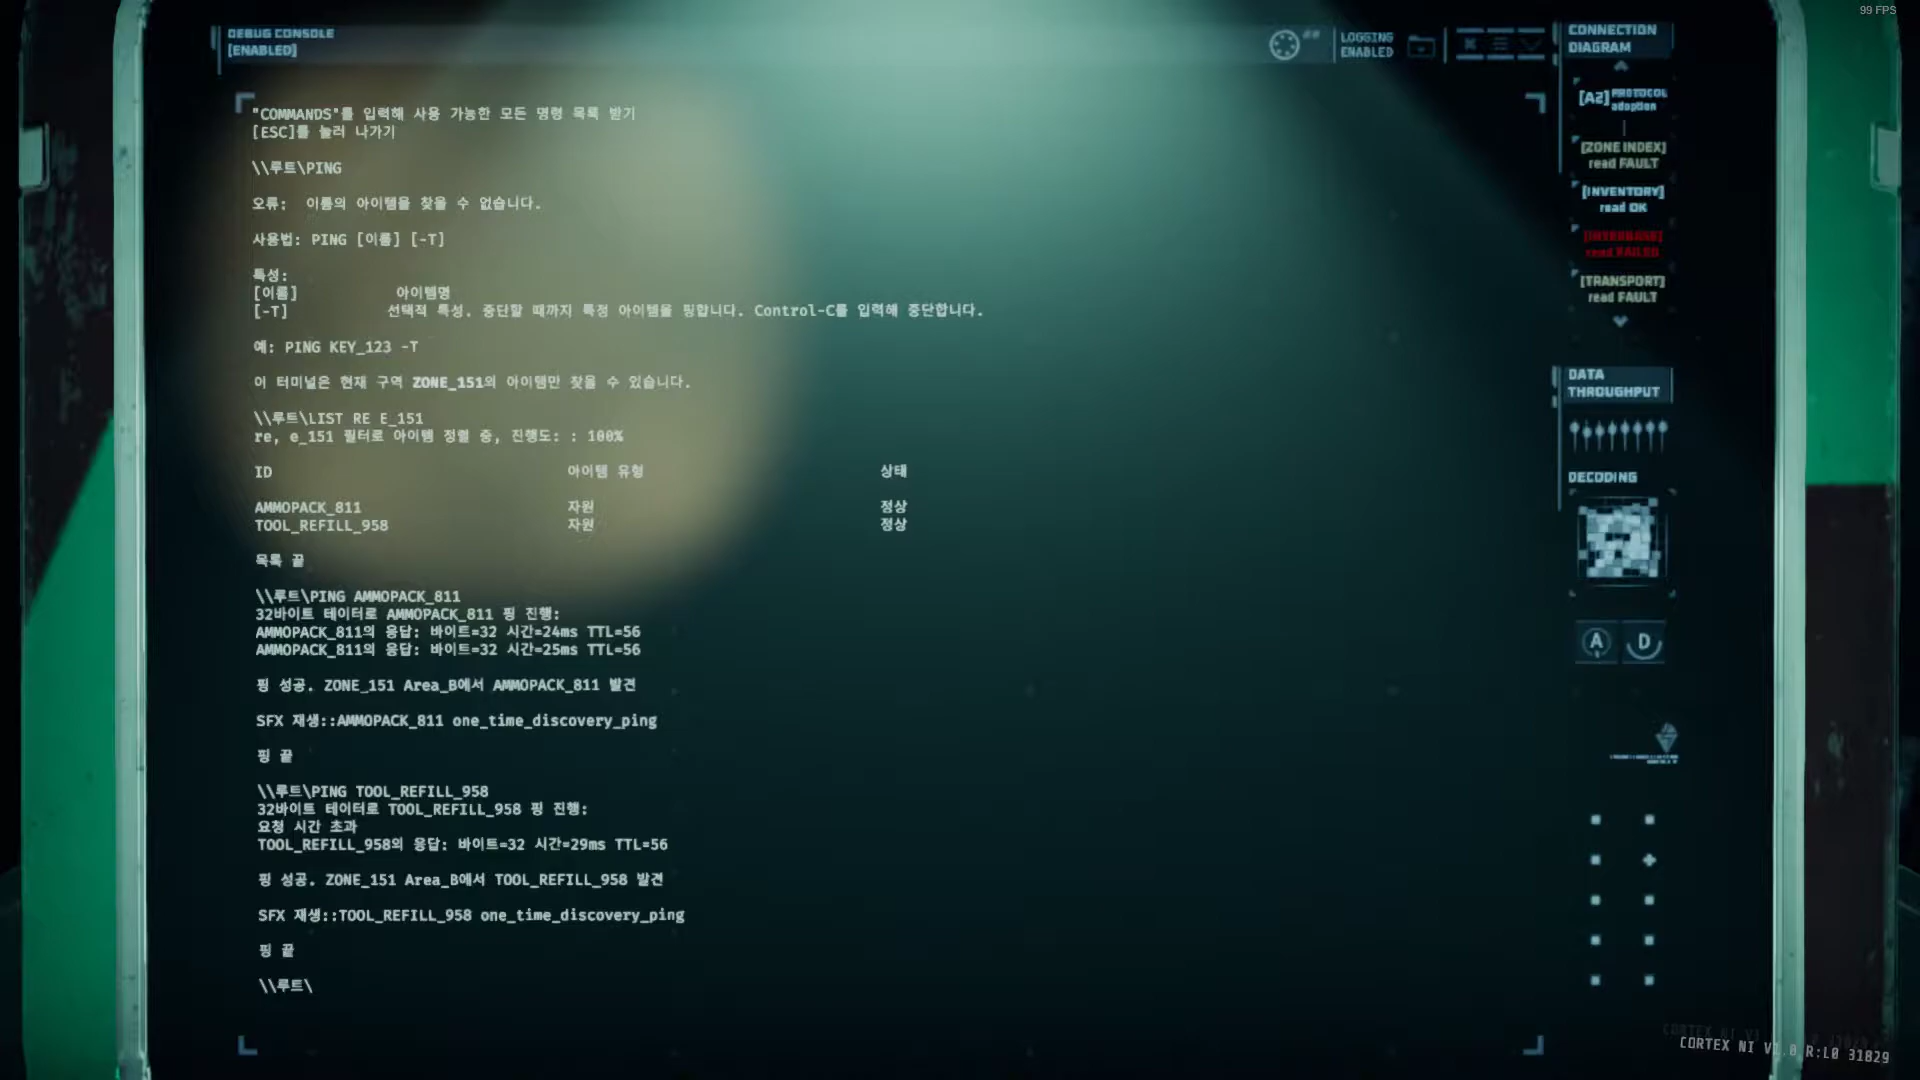 99 FPS
DEBUG CONSOLE
[ENABLED]
LOGGING
ENABLED
CONNECTION
DIAGRAM
[A2] PROTOCOL
adoption
[ZONE INDEX]
read FAULT
[INVENTORY]
read OK
read FAILED
[TRANSPORT]
read FAULT
DATA
THROUGHPUT
DECODING
A D
"COMMANDS"를 입력해 사용 가능한 모든 명령 목록 받기
[ESC]를 눌러 나가기
\\루트\PING
오류:  이름의 아이템을 찾을 수 없습니다.
사용법: PING [이름] [-T]
특성:
[이름] 아이템명
[-T] 선택적 특성. 중단할 때까지 특정 아이템을 핑합니다. Control-C를 입력해 중단합니다.
예: PING KEY_123 -T
이 터미널은 현재 구역 ZONE_151의 아이템만 찾을 수 있습니다.
\\루트\LIST RE E_151
re, e_151 필터로 아이템 정렬 중, 진행도: : 100%
ID 아이템 유형 상태
AMMOPACK_811 자원 정상
TOOL_REFILL_958 자원 정상
목록 끝
\\루트\PING AMMOPACK_811
32바이트 데이터로 AMMOPACK_811 핑 진행:
AMMOPACK_811의 응답: 바이트=32 시간=24ms TTL=56
AMMOPACK_811의 응답: 바이트=32 시간=25ms TTL=56
핑 성공. ZONE_151 Area_B에서 AMMOPACK_811 발견
SFX 재생::AMMOPACK_811 one_time_discovery_ping
핑 끝
\\루트\PING TOOL_REFILL_958
32바이트 데이터로 TOOL_REFILL_958 핑 진행:
요청 시간 초과
TOOL_REFILL_958의 응답: 바이트=32 시간=29ms TTL=56
핑 성공. ZONE_151 Area_B에서 TOOL_REFILL_958 발견
SFX 재생::TOOL_REFILL_958 one_time_discovery_ping
핑 끝
\\루트\
CORTEX NI V1.0 R:L0 31829